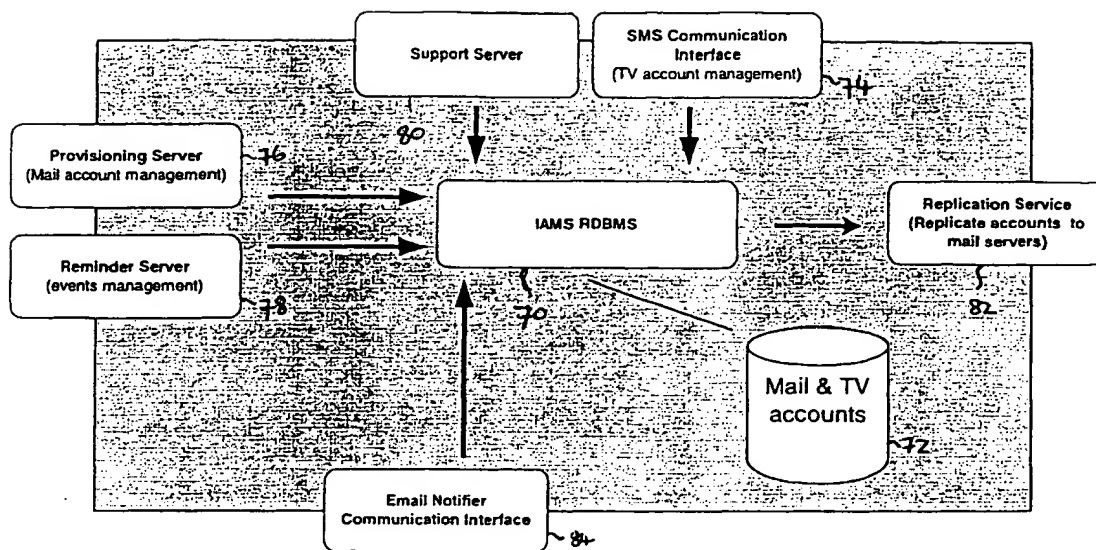 Support Server
80
SMS Communication
Interface
(TV account management)
74
Provisioning Server
(Mail account management)
76
Reminder Server
(events management)
78
IAMS RDBMS
70
Replication Service
(Replicate accounts to
mail servers)
82
Mail & TV
accounts
72
Email Notifier
Communication Interface
84